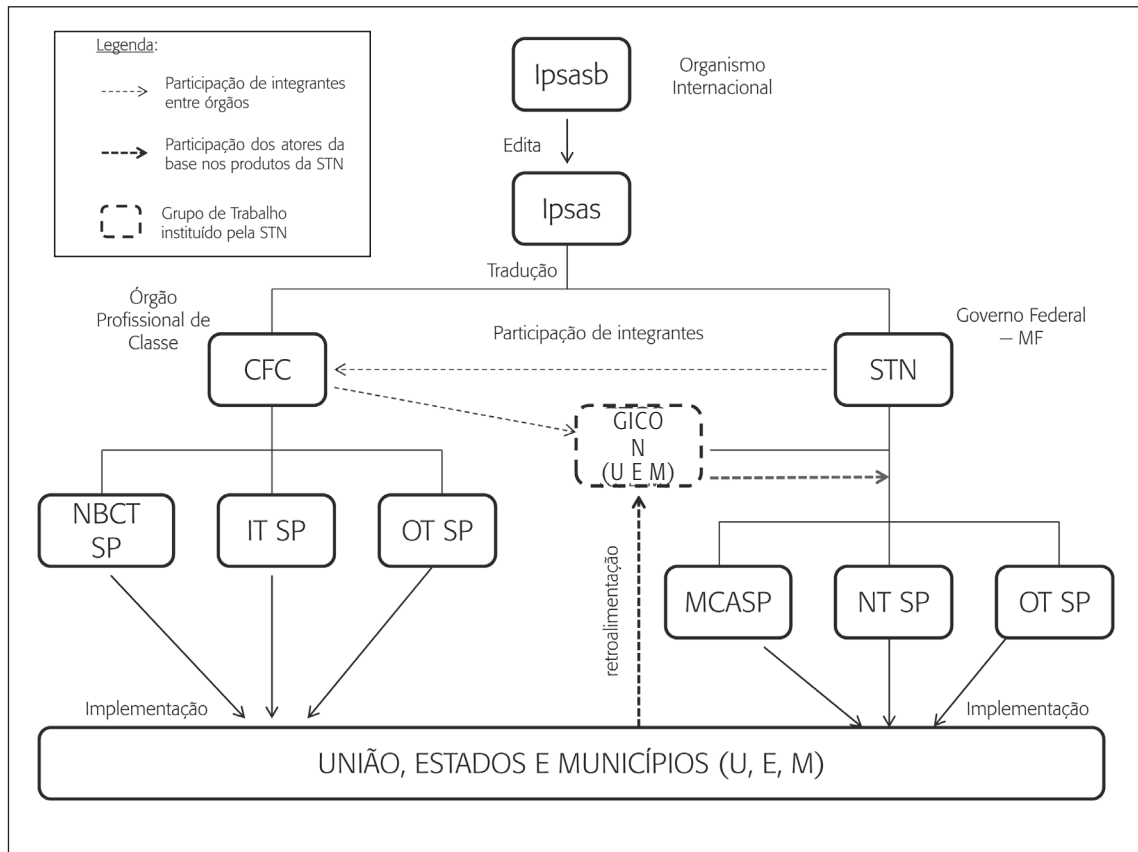 Legenda:
Participação de integrantes
entre órgãos
Participação dos atores da
base nos produtos da STN
Grupo de Trabalho
instituído pela STN
Ipsasb
Organismo
Internacional
Edita
Ipsas
Tradução
Órgão
Profissional de
Classe
CFC
Participação de integrantes
Governo Federal
– MF
STN
GICO
N
(U E M)
NBCT
SP
IT SP
OT SP
retroalimentação
MCASP
NT SP
OT SP
Implementação
Implementação
UNIÃO, ESTADOS E MUNICÍPIOS (U, E, M)